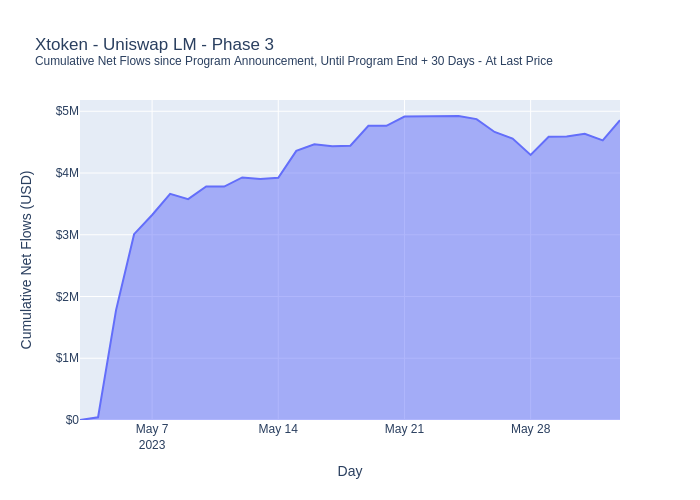 Xtoken - Uniswap LM - Phase 3
Cumulative Net Flows since Program Announcement, Until Program End + 30 Days - At Last Price
Cumulative Net Flows (USD)
$5M
$4M
$3M
$2M
$1M
$0
May 7
2023
May 14
May 21
May 28
Day